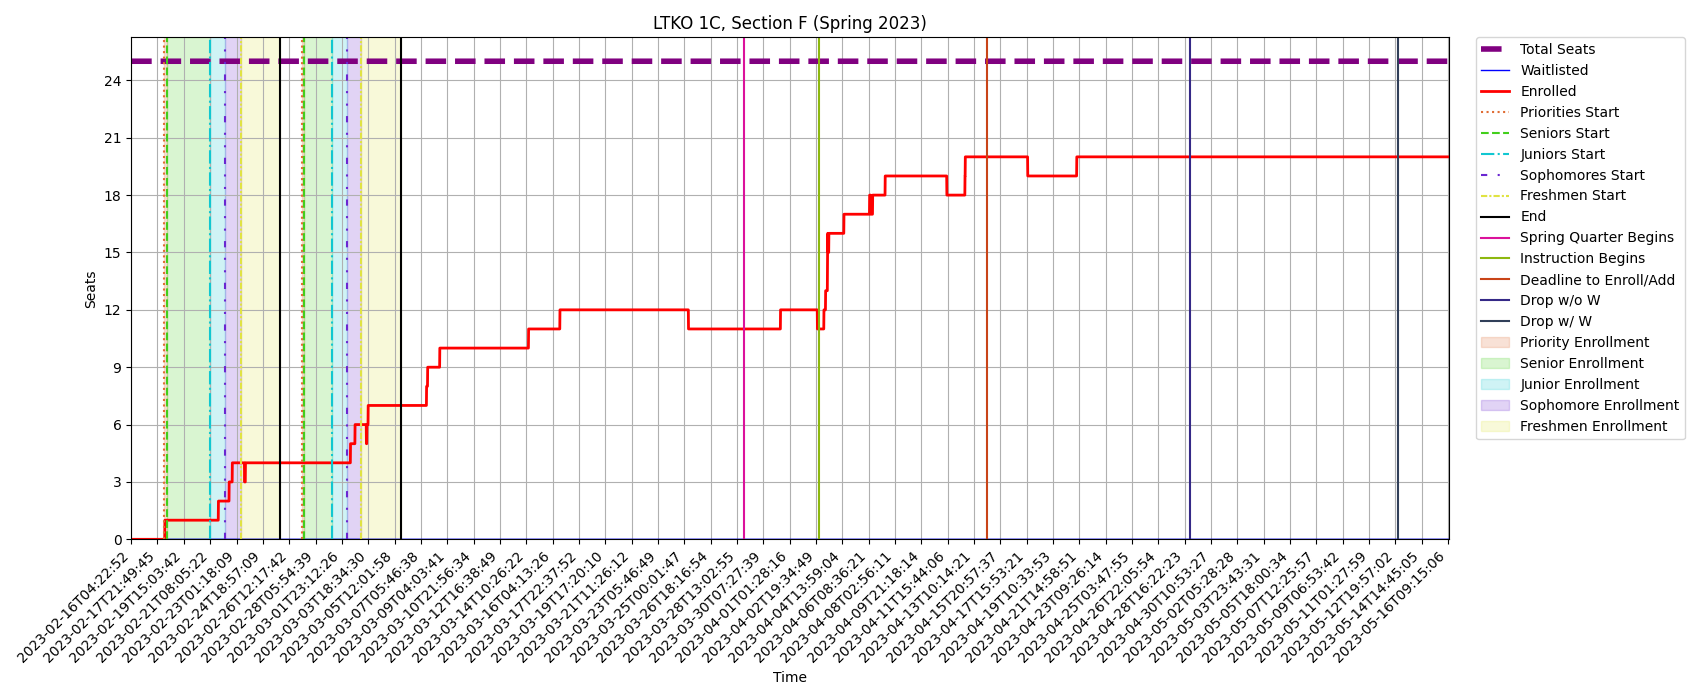 LTKO 1C, Section F (Spring 2023)
Seats
24
21
18
15
12
9
6
3
0
2023-02-16T04:22:52
2023-02-17T21:49:45
2023-02-19T15:03:42
2023-02-21T08:05:22
2023-02-23T01:18:09
2023-02-24T18:57:09
2023-02-26T12:17:42
2023-02-28T05:54:39
2023-03-01T23:12:26
2023-03-03T18:34:30
2023-03-05T12:01:58
2023-03-07T05:46:38
2023-03-09T04:03:41
2023-03-10T21:56:34
2023-03-12T16:38:49
2023-03-14T10:26:22
2023-03-16T04:13:26
2023-03-17T22:37:52
2023-03-19T17:20:10
2023-03-21T11:26:12
2023-03-23T05:46:49
2023-03-25T00:01:47
2023-03-26T18:16:54
2023-03-28T13:02:55
2023-03-30T07:27:39
2023-04-01T01:28:16
2023-04-02T19:34:49
2023-04-04T13:59:04
2023-04-06T08:36:21
2023-04-08T02:56:11
2023-04-09T21:18:14
2023-04-11T15:44:06
2023-04-13T10:14:21
2023-04-15T20:57:37
2023-04-17T15:53:21
2023-04-19T10:33:53
2023-04-21T14:58:51
2023-04-23T09:26:14
2023-04-25T03:47:55
2023-04-26T22:05:54
2023-04-28T16:22:23
2023-04-30T10:53:27
2023-05-02T05:28:28
2023-05-03T23:43:31
2023-05-05T18:00:34
2023-05-07T12:25:57
2023-05-09T06:53:42
2023-05-11T01:27:59
2023-05-12T19:57:02
2023-05-14T14:45:05
2023-05-16T09:15:06
Time
Total Seats
Waitlisted
Enrolled
Priorities Start
Seniors Start
Juniors Start
Sophomores Start
Freshmen Start
End
Spring Quarter Begins
Instruction Begins
Deadline to Enroll/Add
Drop w/o W
Drop w/ W
Priority Enrollment
Senior Enrollment
Junior Enrollment
Sophomore Enrollment
Freshmen Enrollment